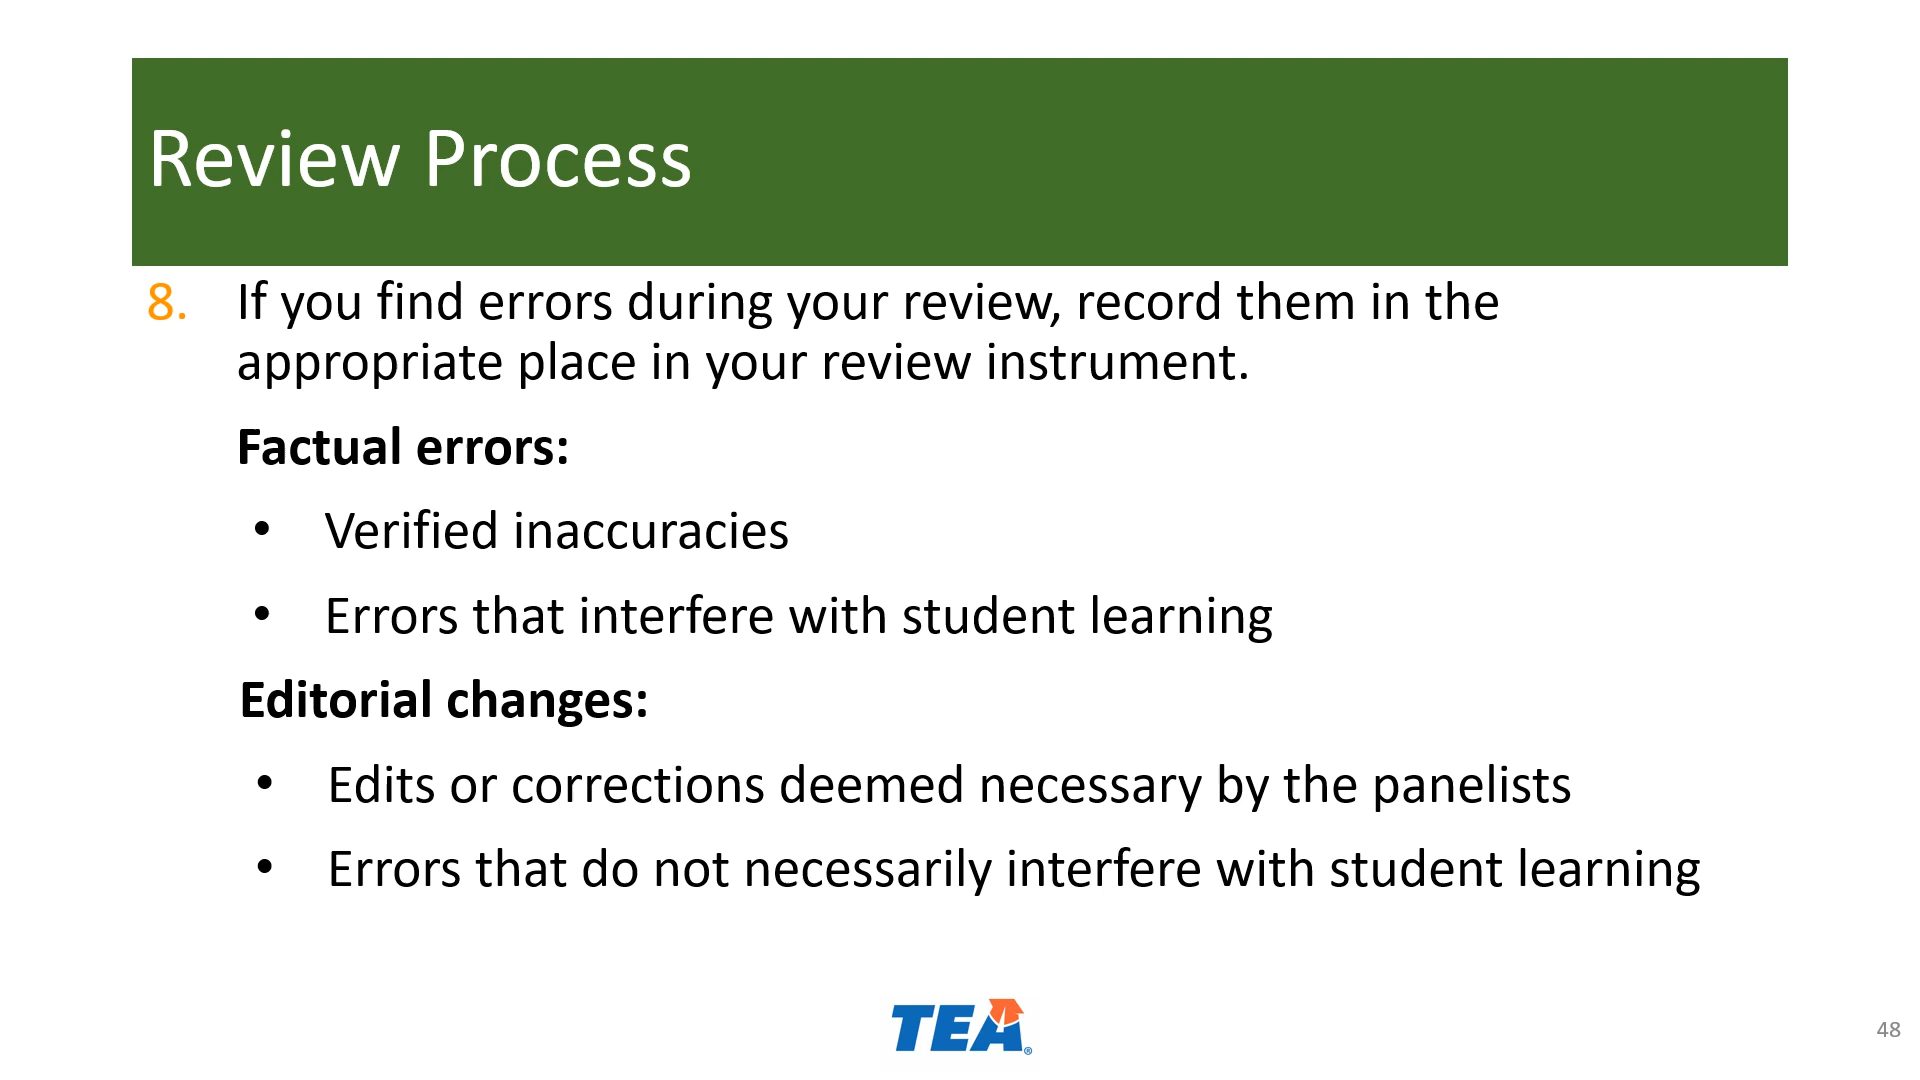 Review Process
8. If you find errors during your review, record them in the
appropriate place in your review instrument.
Factual errors:
• Verified inaccuracies
• Errors that interfere with student learning
Editorial changes:
• Edits or corrections deemed necessary by the panelists
• Errors that do not necessarily interfere with student learning
TEA®
48